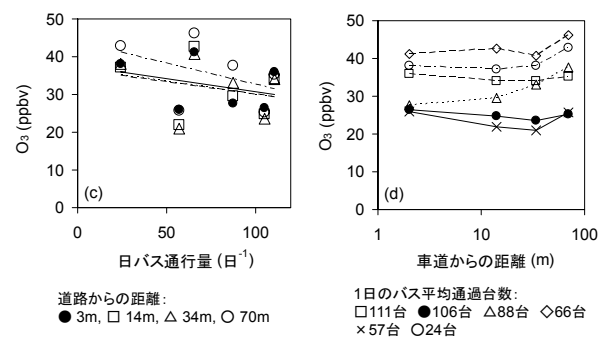 50
40
30
20
10
0
O₃ (ppbv)
(c)
0 50 100
日バス通行量 (日⁻¹)
道路からの距離:
● 3m, □ 14m, △ 34m, ○ 70m
50
40
30
20
10
0
O₃ (ppbv)
(d)
1 10 100
車道からの距離 (m)
1日のバス平均通過台数:
□111台 ●106台 △88台 ◇66台
×57台 ○24台